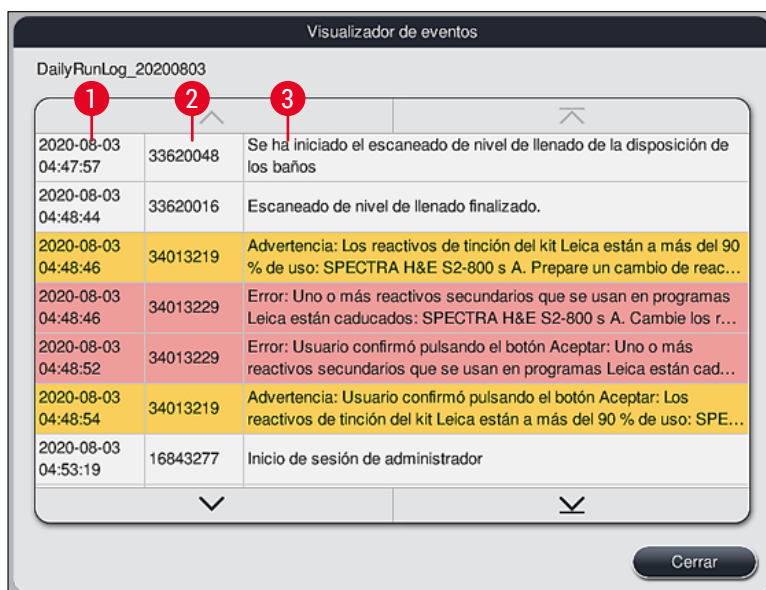 Visualizador de eventos
DailyRunLog_20200803
1 2 3
2020-08-03
04:47:57
33620048
Se ha iniciado el escaneado de nivel de llenado de la disposición de
los baños
2020-08-03
04:48:44
33620016
Escaneado de nivel de llenado finalizado.
2020-08-03
04:48:46
34013219
Advertencia: Los reactivos de tinción del kit Leica están a más del 90
% de uso: SPECTRA H&E S2-800 s A. Prepare un cambio de reac...
2020-08-03
04:48:46
34013229
Error: Uno o más reactivos secundarios que se usan en programas
Leica están caducados: SPECTRA H&E S2-800 s A. Cambie los r...
2020-08-03
04:48:52
34013229
Error: Usuario confirmó pulsando el botón Aceptar: Uno o más
reactivos secundarios que se usan en programas Leica están cad...
2020-08-03
04:48:54
34013219
Advertencia: Usuario confirmó pulsando el botón Aceptar: Los
reactivos de tinción del kit Leica están a más del 90 % de uso: SPE...
2020-08-03
04:53:19
16843277
Inicio de sesión de administrador
Cerrar